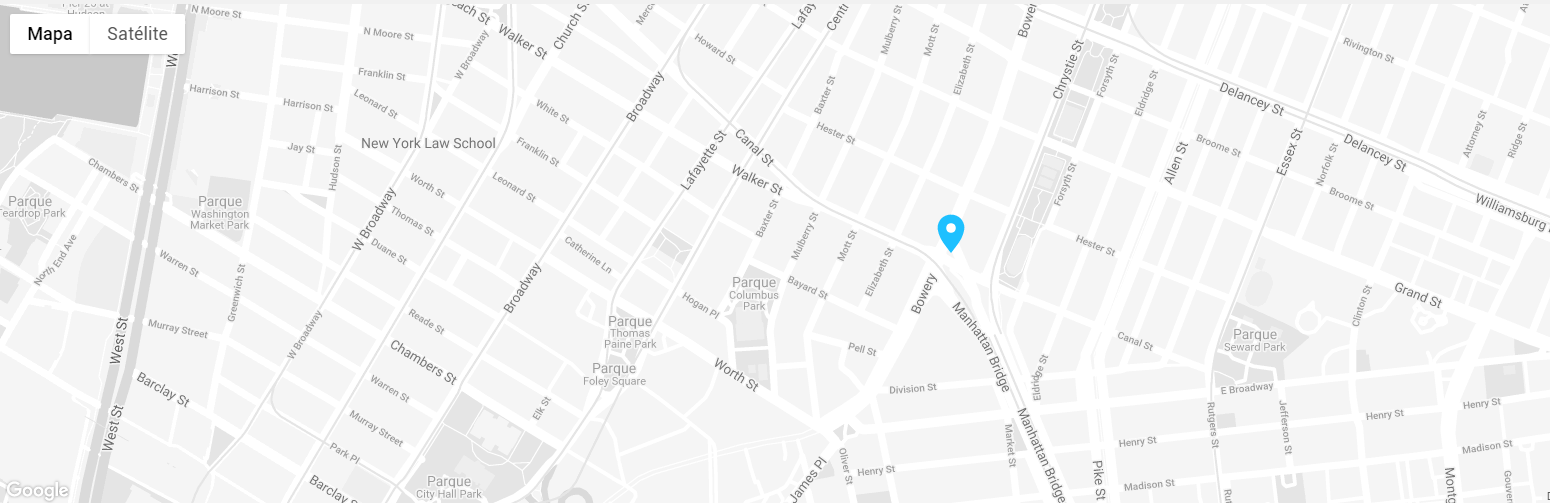 Mapa
Satélite
N Moore St
N Moore St
Walker St
Church St
W Broadway
Howard St
Lafayette St
Broadway
Mulberry St
Mott St
Elizabeth St
Baxter St
Bowery
Chrystie St
Forsyth St
Eldridge St
Delancey St
Rivington St
Franklin St
Harrison St
Harrison St
Leonard St
White St
Canal St
Hester St
Allen St
Broome St
Essex St
Norfolk St
Delancey St
Attorney St
Ridge St
New York Law School
Jay St
Hudson St
Franklin St
Walker St
Chambers St
Worth St
Leonard St
Forsyth St
Broome St
Williamsburg
Parque
Teardrop Park
Parque
Washington
Market Park
W Broadway
Thomas St
Baxter St
Mulberry St
Mott St
Elizabeth St
Hester St
North End Ave
Warren St
Duane St
Catherine Ln
Greenwich St
Broadway
Hogan Pl
Parque
Columbus
Park
Bayard St
Bowery
Grand St
Clinton St
West St
Murray Street
W Broadway
Reade St
Parque
Thomas
Paine Park
Manhattan Bridge
Canal St
Parque
Seward Park
Pell St
Chambers St
Parque
Foley Square
Worth St
Eldridge St
Division St
E Broadway
Barclay St
Warren St
Elk St
Murray Street
West St
Park Pl
Oliver St
Market St
Manhattan Bridge
Henry St
Rutgers St
Jefferson St
Henry St
Henry St
Madison St
James Pl
Henry St
Pike St
Madison St
Parque
City Hall Park
Google